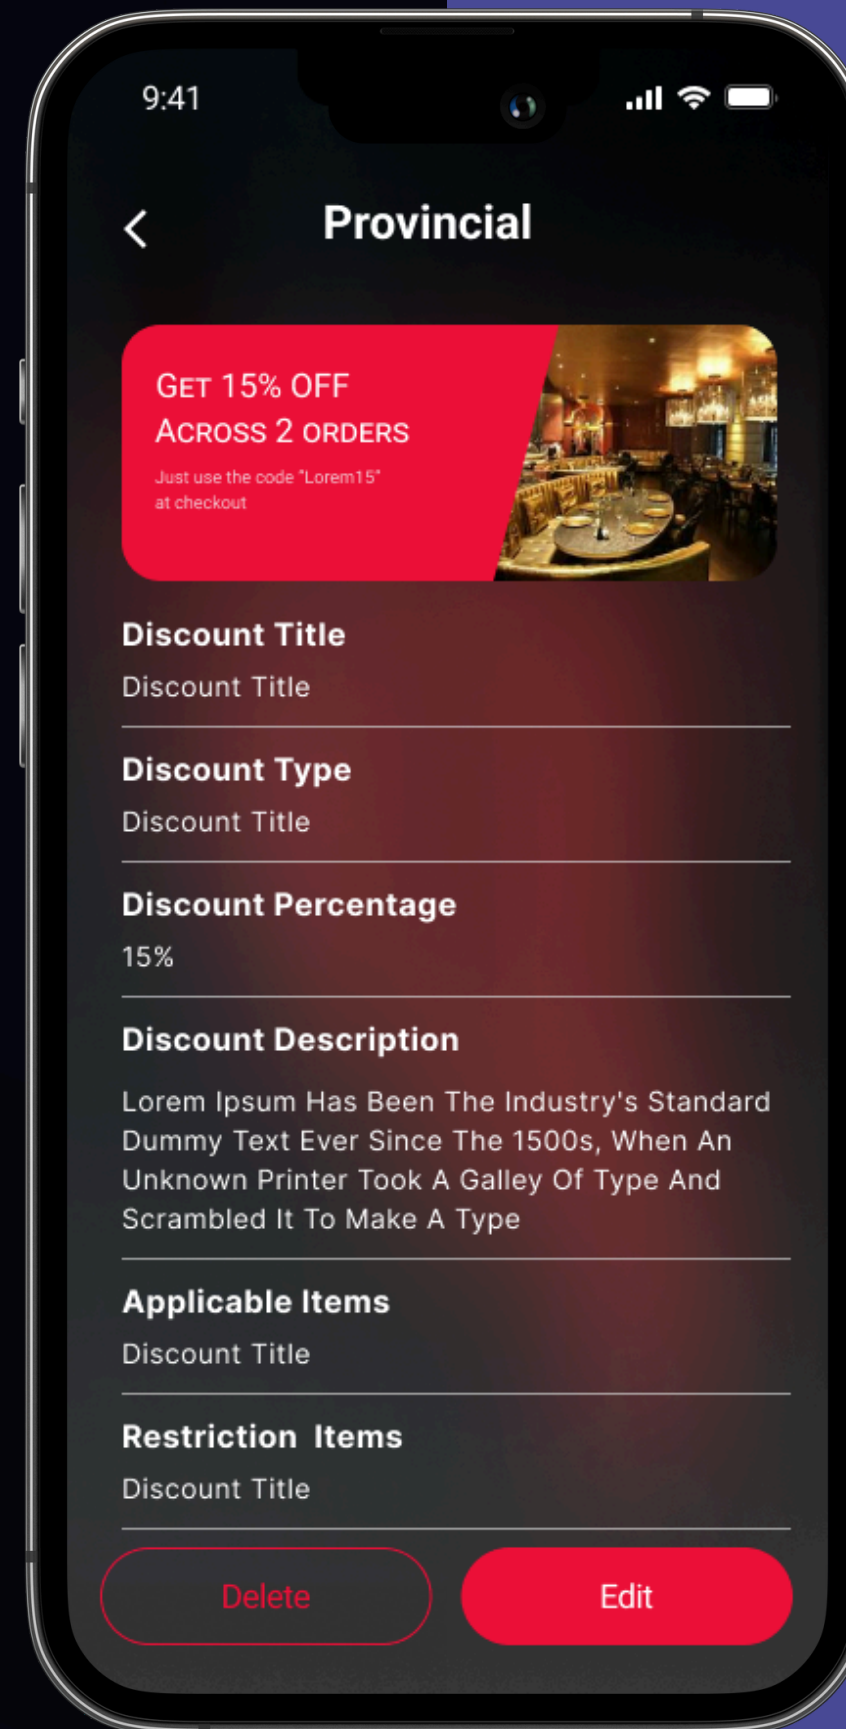 9:41
Provincial
GET 15% OFF
ACROSS 2 ORDERS
Just use the code "Lorem15"
at checkout
Discount Title
Discount Title
Discount Type
Discount Title
Discount Percentage
15%
Discount Description
Lorem Ipsum Has Been The Industry's Standard
Dummy Text Ever Since The 1500s, When An
Unknown Printer Took A Galley Of Type And
Scrambled It To Make A Type
Applicable Items
Discount Title
Restriction Items
Discount Title
Delete
Edit